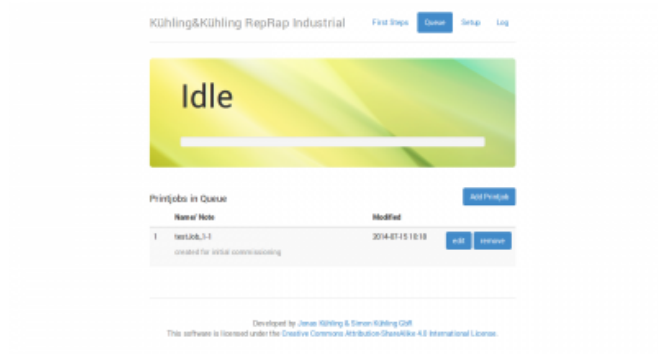 Kühling&Kühling RepRap Industrial First Steps Queue Setup Log
Idle
Printjobs in Queue Add Printjob
Name/ Note Modified
1 testJob_1-1 2014-07-15 10:18 edit remove
created for initial commissioning
Developed by Jonas Kühling & Simon Kühling GbR
This software is licensed under the Creative Commons Attribution-ShareAlike 4.0 International License.